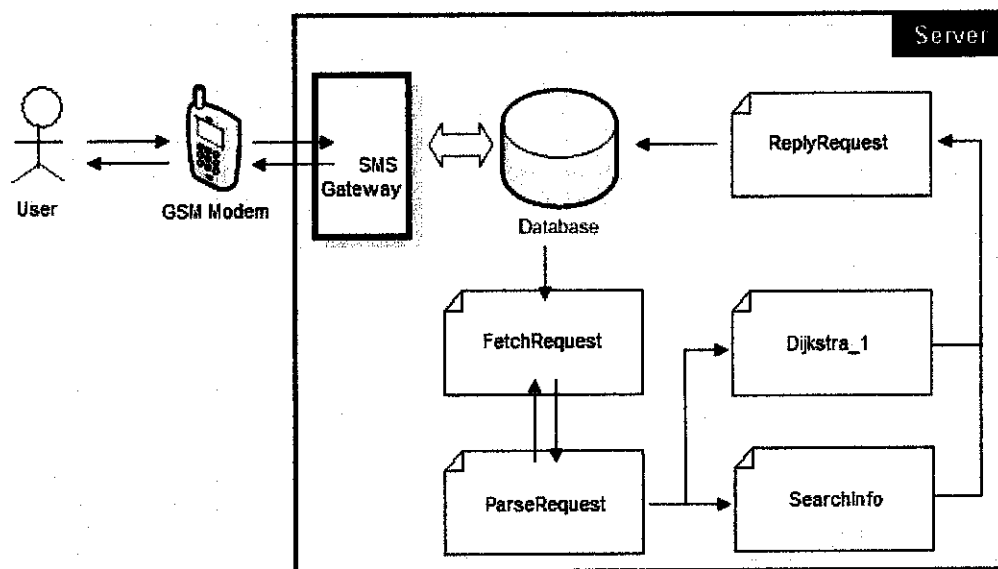 Server
ReplyRequest
SMS
Gateway
User
GSM Modem
Database
FetchRequest
Dijkstra_1
ParseRequest
SearchInfo